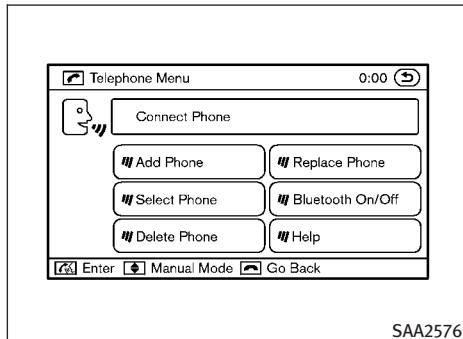 Telephone Menu 0:00
Connect Phone
Add Phone Replace Phone
Select Phone Bluetooth On/Off
Delete Phone Help
Enter Manual Mode Go Back
SAA2576